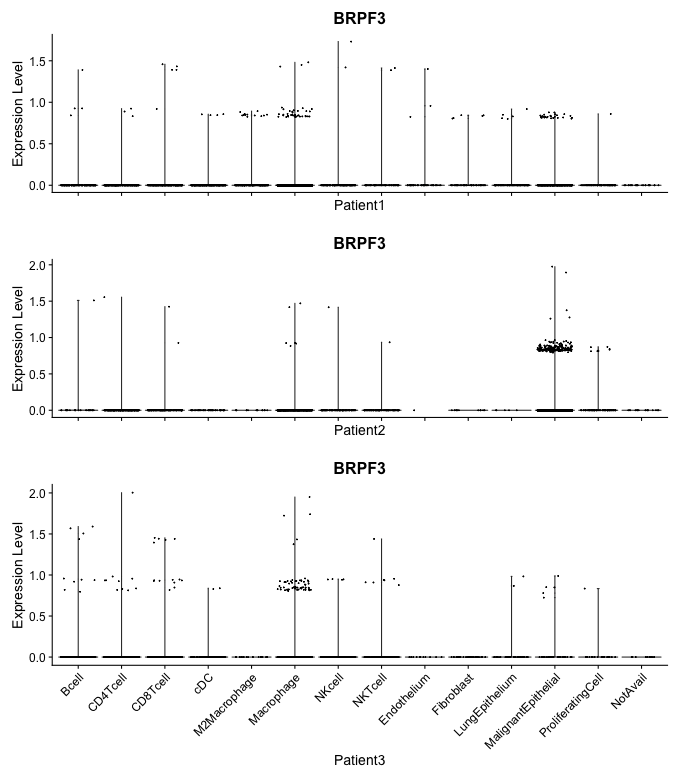 BRPF3
1.5
1.0
0.5
0.0
Expression Level
Patient1
BRPF3
2.0
1.5
1.0
0.5
0.0
Expression Level
Patient2
BRPF3
2.0
1.5
1.0
0.5
0.0
Expression Level
Bcell
CD4Tcell
CD8Tcell
cDC
M2Macrophage
Macrophage
NKcell
NKTcell
Endothelium
Fibroblast
LungEpithelium
MalignantEpithelial
ProliferatingCell
NotAvail
Patient3